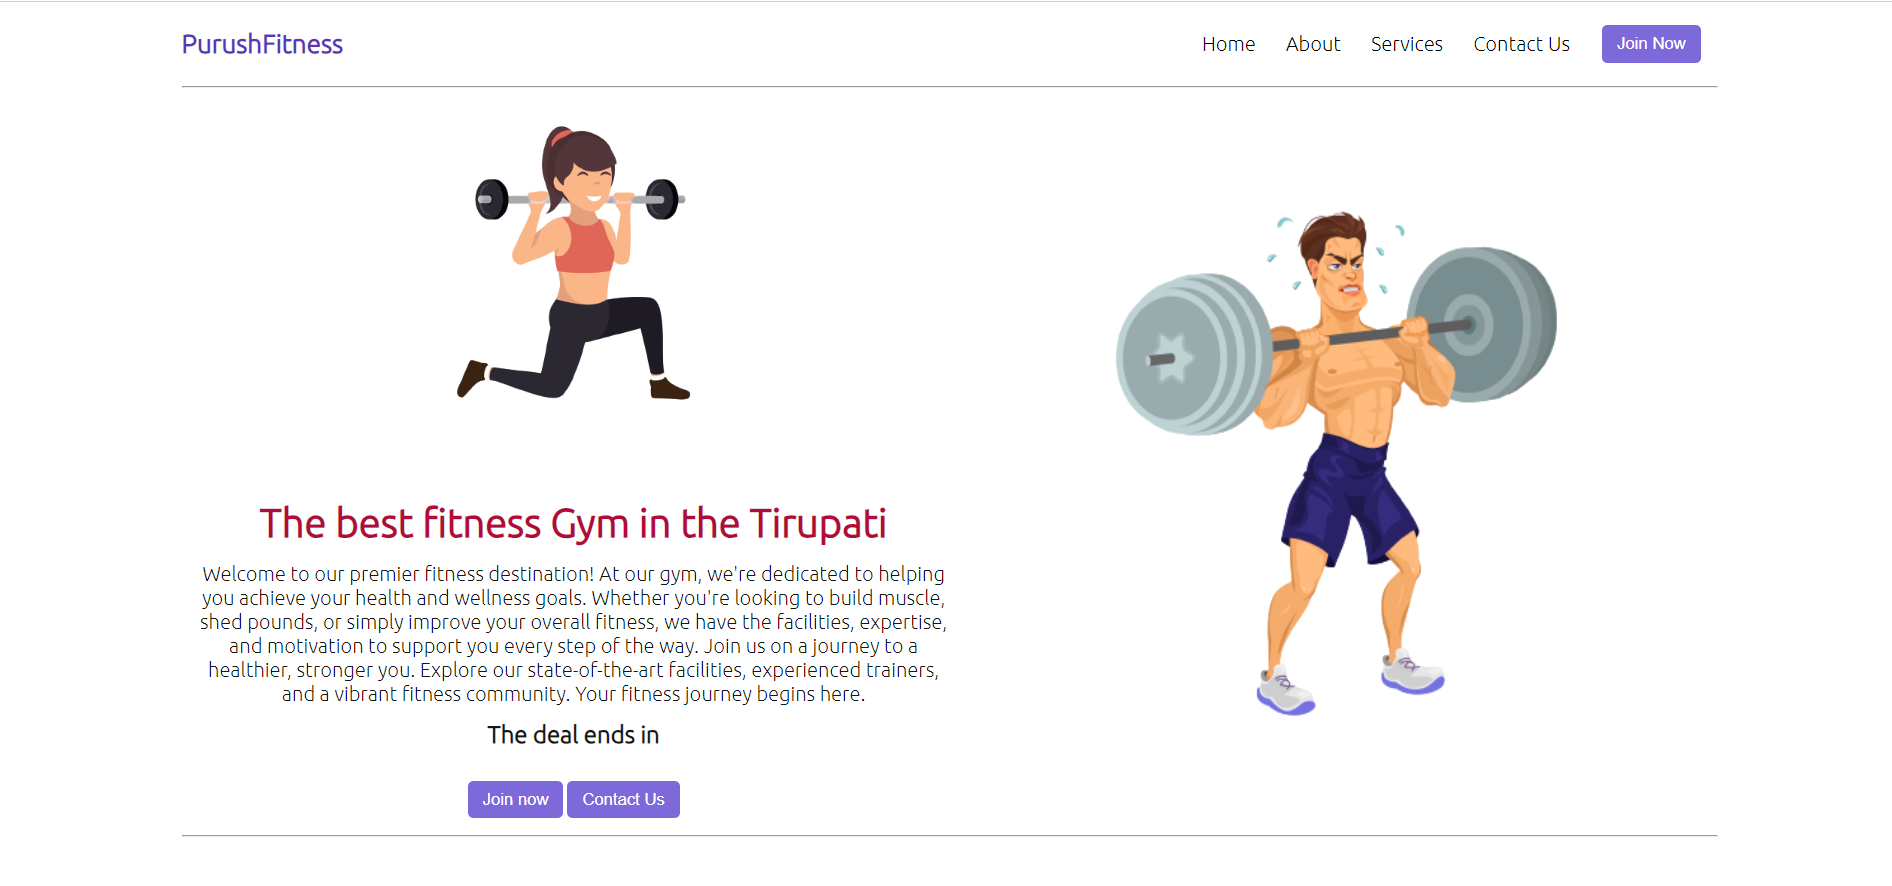 PurushFitness
Home About Services Contact Us Join Now
The best fitness Gym in the Tirupati
Welcome to our premier fitness destination! At our gym, we're dedicated to helping
you achieve your health and wellness goals. Whether you're looking to build muscle,
shed pounds, or simply improve your overall fitness, we have the facilities, expertise,
and motivation to support you every step of the way. Join us on a journey to a
healthier, stronger you. Explore our state-of-the-art facilities, experienced trainers,
and a vibrant fitness community. Your fitness journey begins here.
The deal ends in
Join now Contact Us